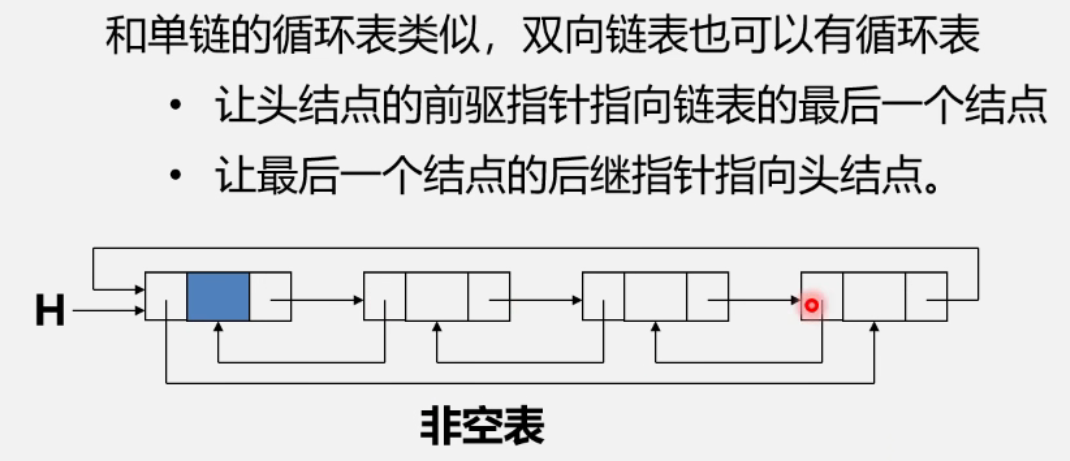 和单链的循环表类似，双向链表也可以有循环表
• 让头结点的前驱指针指向链表的最后一个结点
• 让最后一个结点的后继指针指向头结点。
H
非空表